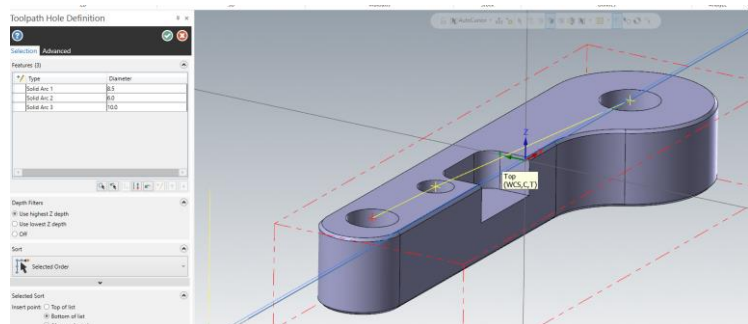 Toolpath Hole Definition
Selection Advanced
Features (3)
Type Diameter
Solid Arc 1 8.5
Solid Arc 2 6.0
Solid Arc 3 10.0
Depth Filters
Use highest Z depth
Use lowest Z depth
Off
Sort
Selected Order
Selected Sort
Insert point: Top of list
Bottom of list
AutoCursor
Z
Top
(WCS,C,T)